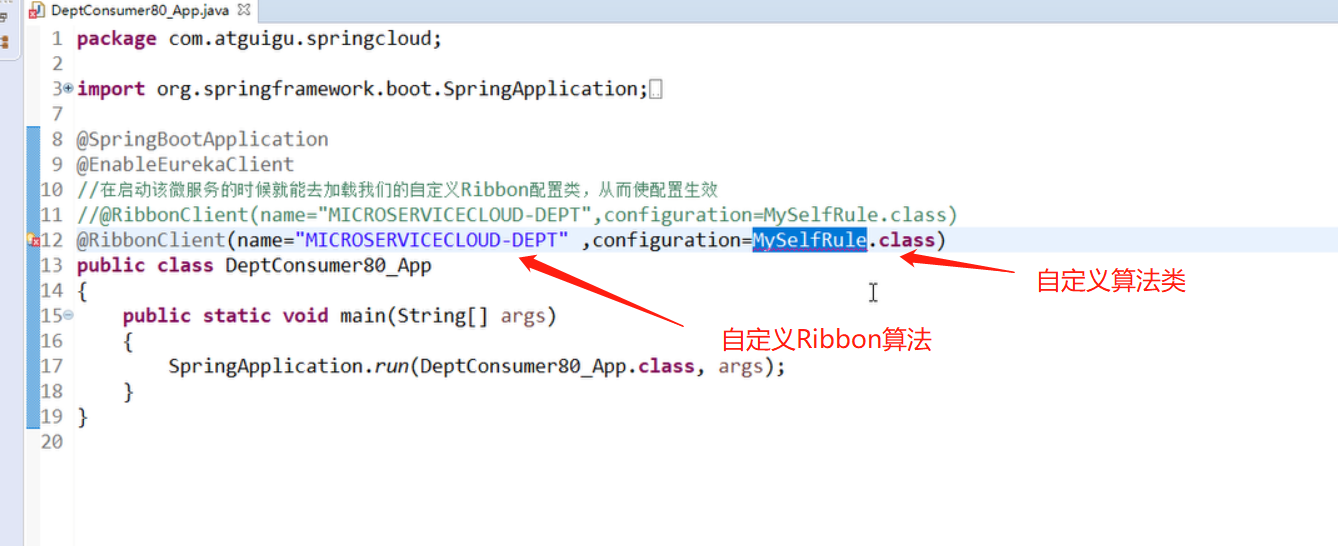 DeptConsumer80_App.java
1 package com.atguigu.springcloud;
2
3 import org.springframework.boot.SpringApplication;
7
8 @SpringBootApplication
9 @EnableEurekaClient
10 //在启动该微服务的时候就能去加载我们的自定义Ribbon配置类，从而使配置生效
11 //@RibbonClient(name="MICROSERVICECLOUD-DEPT",configuration=MySelfRule.class)
12 @RibbonClient(name="MICROSERVICECLOUD-DEPT" ,configuration=MySelfRule.class)
13 public class DeptConsumer80_App
14 {
自定义算法类
15 public static void main(String[] args)
16 {
自定义Ribbon算法
17 SpringApplication.run(DeptConsumer80_App.class, args);
18 }
19 }
20